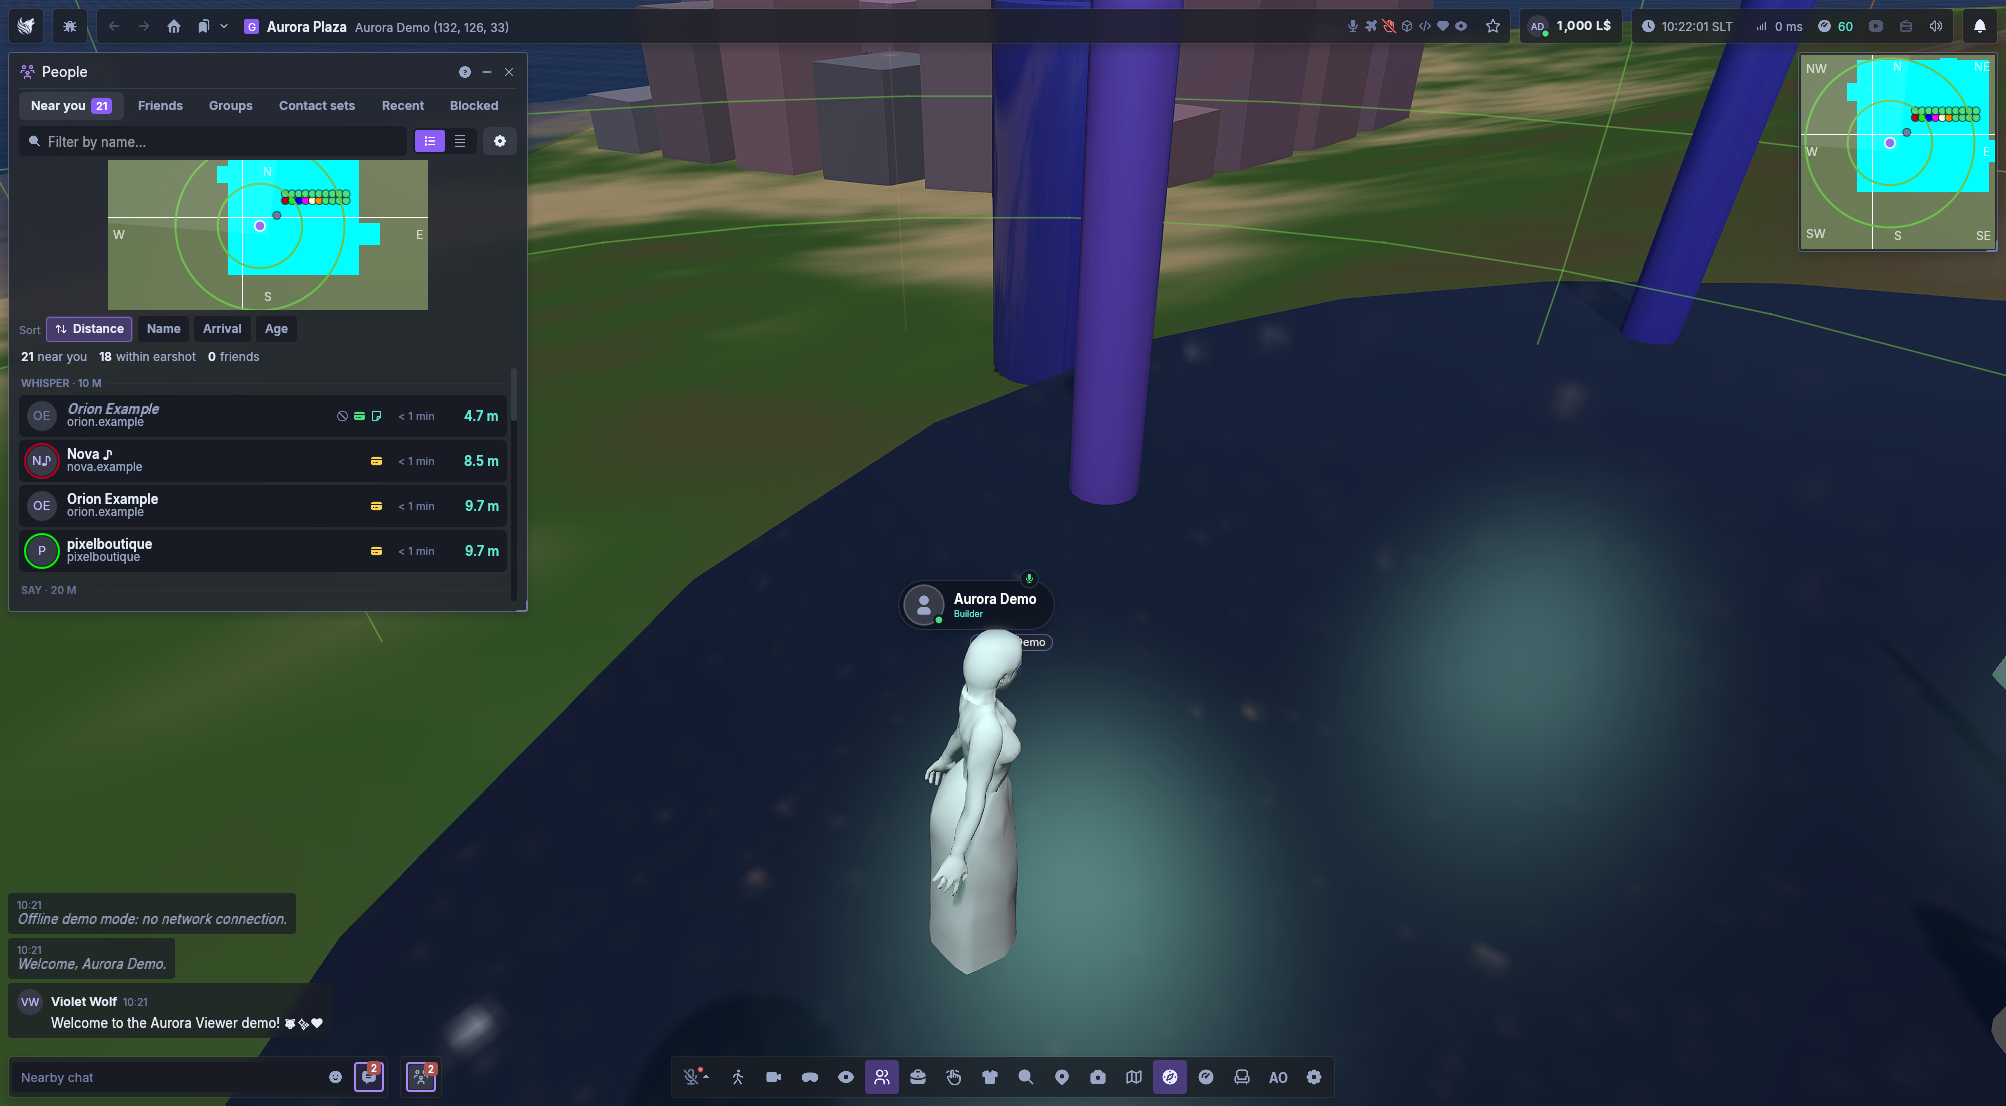 Aurora Plaza Aurora Demo (132, 126, 33)
AD 1,000 L$
10:22:01 SLT 0 ms 60
People
Near you 21 Friends Groups Contact sets Recent Blocked
Filter by name...
N
W E
S
Sort Distance Name Arrival Age
21 near you 18 within earshot 0 friends
WHISPER · 10 M
OE Orion Example < 1 min 4.7 m
orion.example
N♪ Nova ♪ < 1 min 8.5 m
nova.example
OE Orion Example < 1 min 9.7 m
orion.example
P pixelboutique < 1 min 9.7 m
pixelboutique
SAY · 20 M
NW N NE
W E
SW S SE
Aurora Demo
Builder
10:21
Offline demo mode: no network connection.
10:21
Welcome, Aurora Demo.
VW Violet Wolf 10:21
Welcome to the Aurora Viewer demo!
Nearby chat 2 2
AO